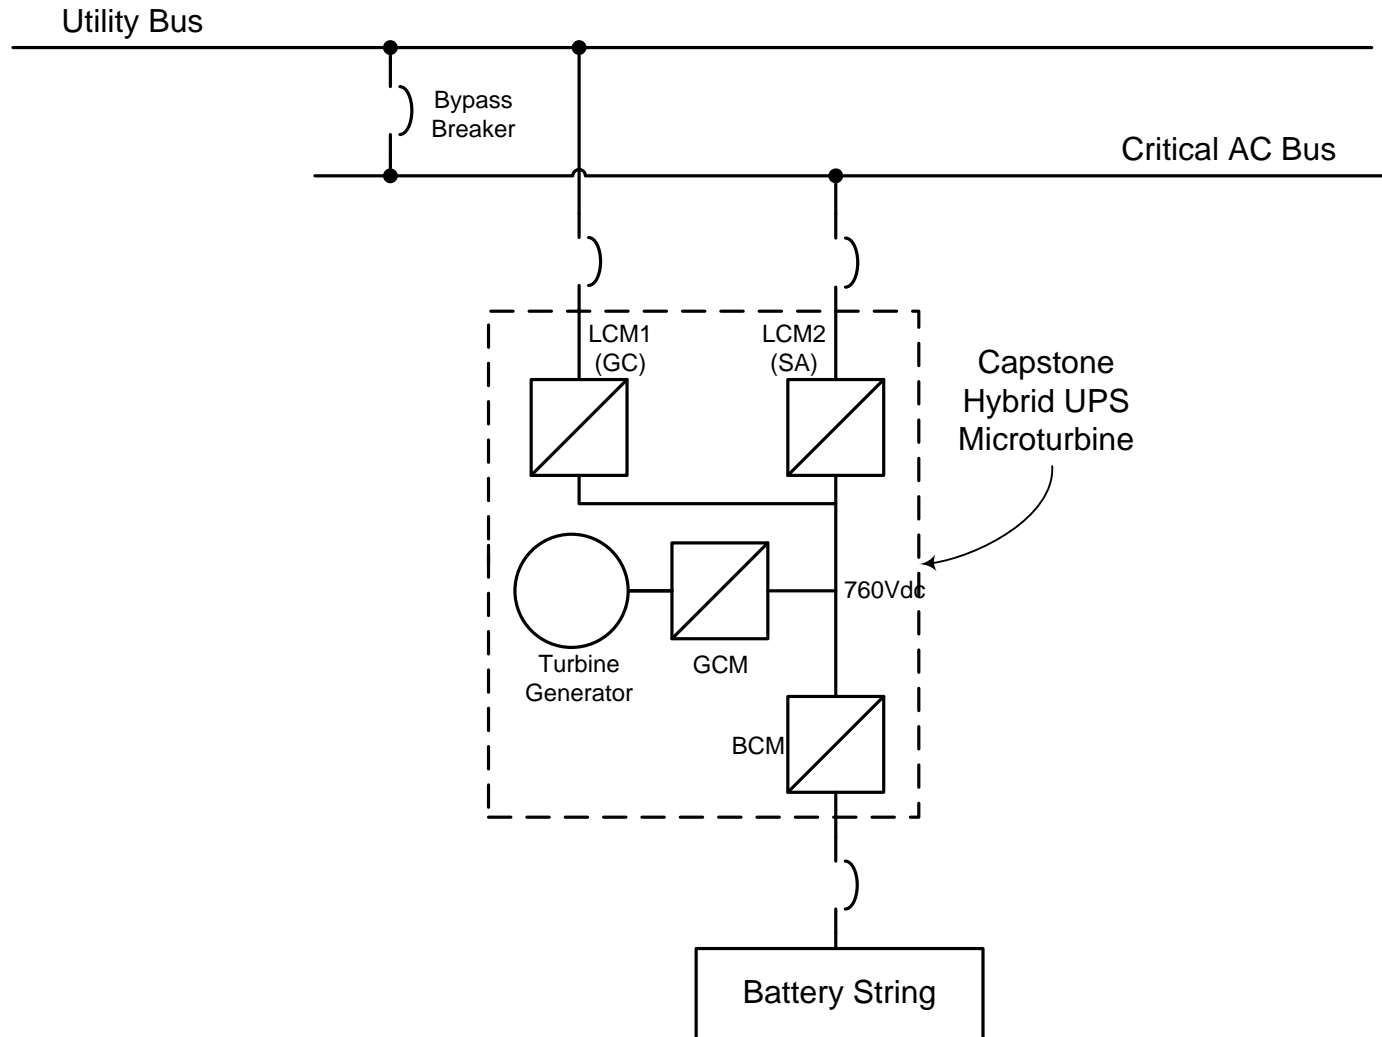 Utility Bus
Bypass
Breaker
Critical AC Bus
LCM1
(GC)
LCM2
(SA)
Capstone
Hybrid UPS
Microturbine
760Vdc
Turbine
Generator
GCM
BCM
Battery String